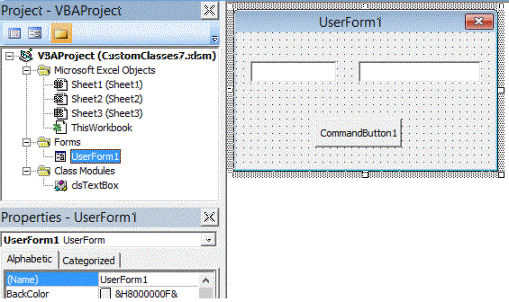 Project - VBAProject
VBAProject (CustomClasses7.xlsm)
Microsoft Excel Objects
Sheet1 (Sheet1)
Sheet2 (Sheet2)
Sheet3 (Sheet3)
ThisWorkbook
Forms
UserForm1
Class Modules
clsTextBox
Properties - UserForm1
UserForm1 UserForm
Alphabetic Categorized
(Name) UserForm1
BackColor &H8000000F&
UserForm1
CommandButton1